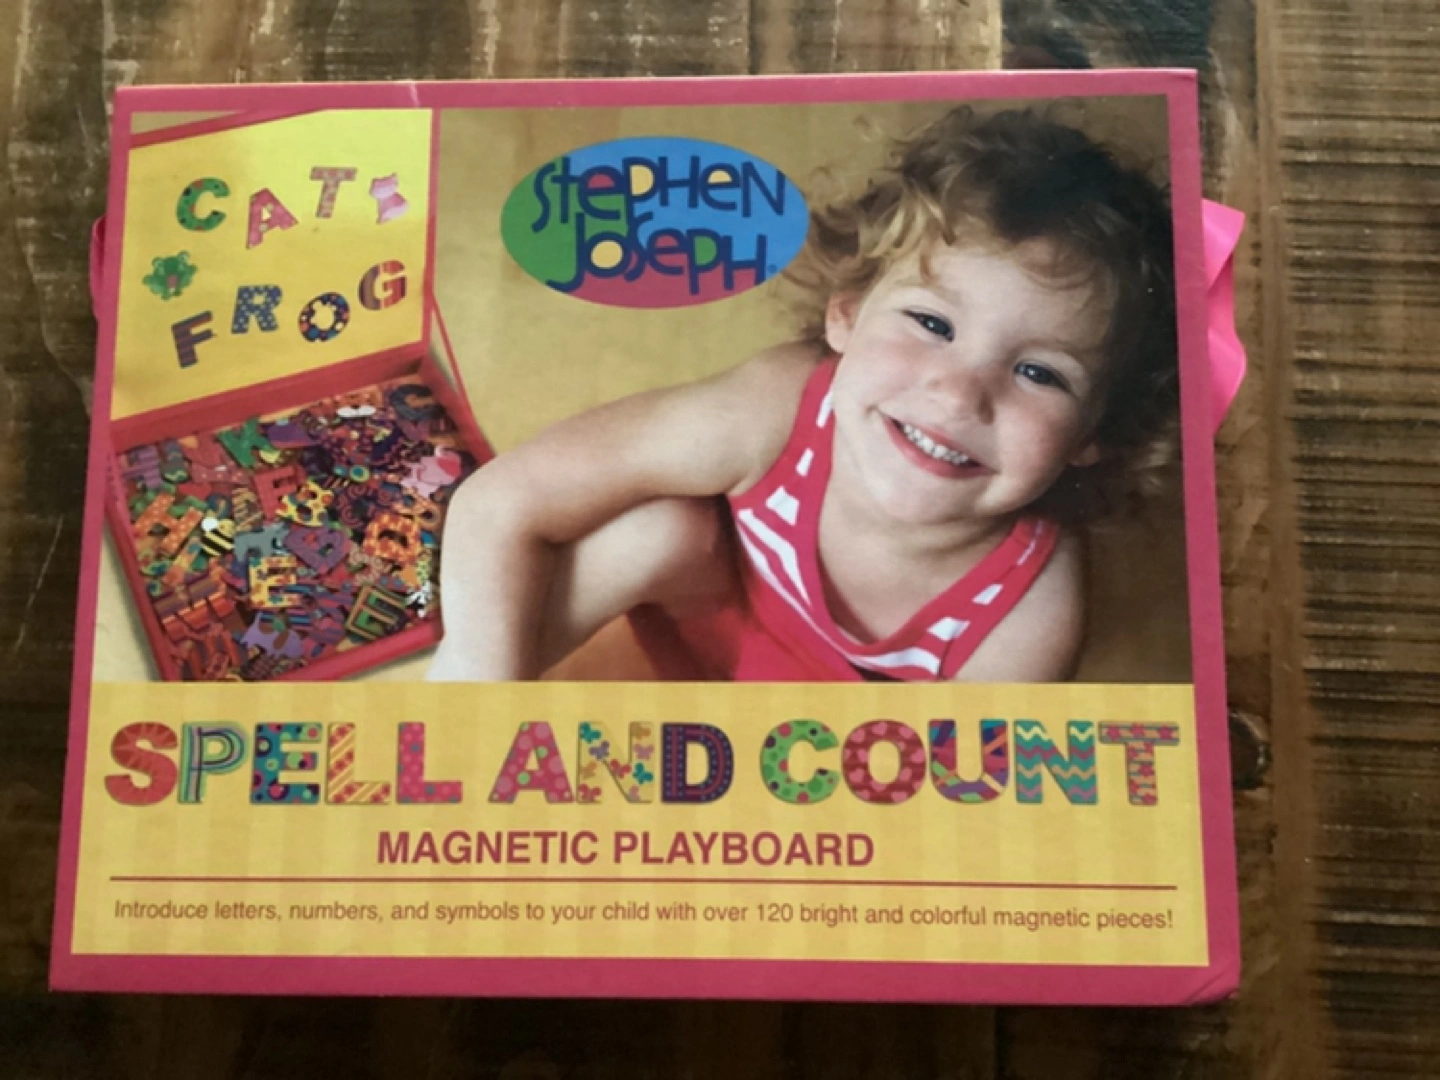 CAT
FROG
Stephen
Joseph
SPELL AND COUNT
MAGNETIC PLAYBOARD
Introduce letters, numbers, and symbols to your child with over 120 bright and colorful magnetic pieces!